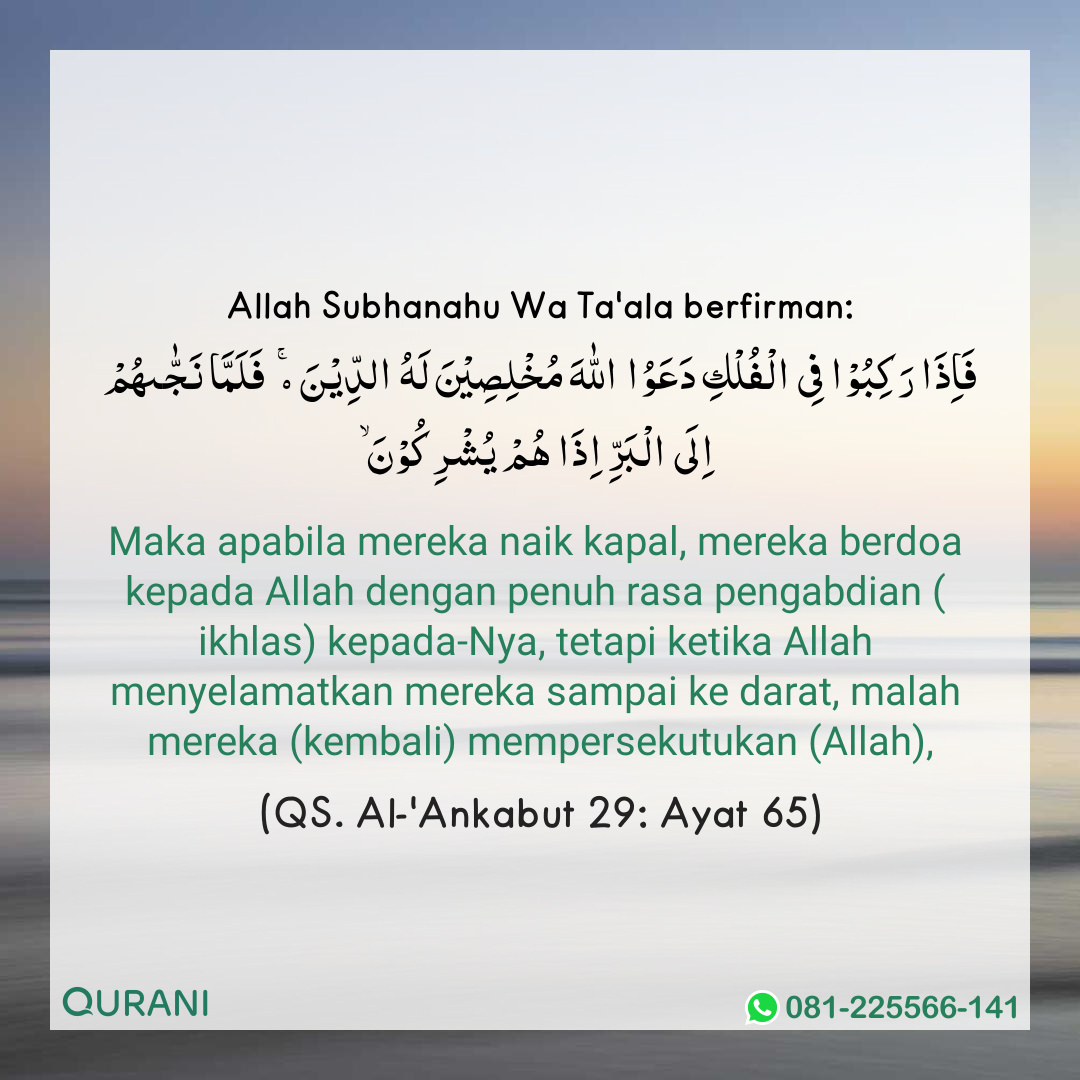 Allah Subhanahu Wa Ta'ala berfirman:
فَاِذَا رَكِبُوْا فِى الْفُلْكِ دَعَوُا اللّٰهَ مُخْلِصِيْنَ لَهُ الدِّيْنَ ەۚ فَلَمَّا نَجّٰىهُمْ
اِلَى الْبَرِّ اِذَا هُمْ يُشْرِكُوْنَۙ
Maka apabila mereka naik kapal, mereka berdoa
kepada Allah dengan penuh rasa pengabdian (
ikhlas) kepada-Nya, tetapi ketika Allah
menyelamatkan mereka sampai ke darat, malah
mereka (kembali) mempersekutukan (Allah),
(QS. Al-'Ankabut 29: Ayat 65)
QURANI
081-225566-141